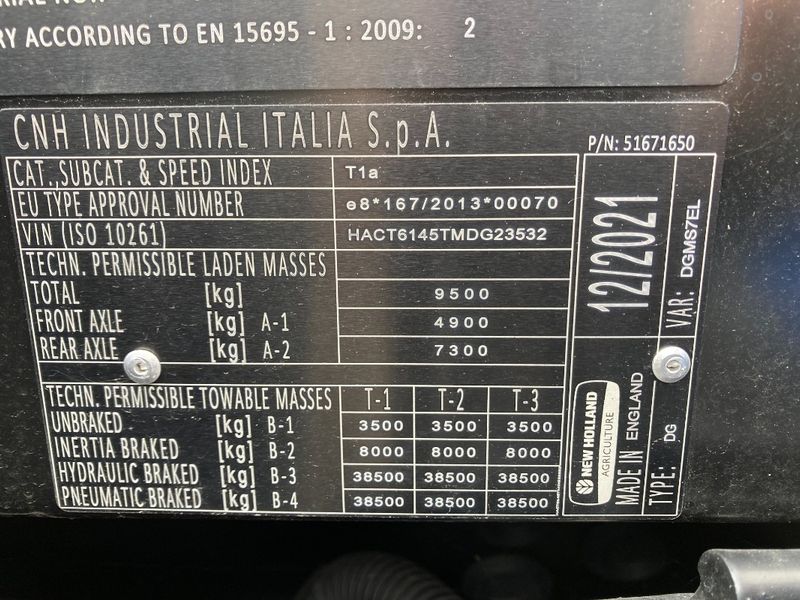 RY ACCORDING TO EN 15695 - 1 : 2009: 2
CNH INDUSTRIAL ITALIA S.p.A.
P/N: 51671650
CAT.,SUBCAT. & SPEED INDEX T1a
EU TYPE APPROVAL NUMBER e8*167/2013*00070
VIN (ISO 10261) HACT6145TMDG23532
TECHN. PERMISSIBLE LADEN MASSES
TOTAL [kg] 9500
FRONT AXLE [kg] A-1 4900
REAR AXLE [kg] A-2 7300
TECHN. PERMISSIBLE TOWABLE MASSES T-1 T-2 T-3
UNBRAKED [kg] B-1 3500 3500 3500
INERTIA BRAKED [kg] B-2 8000 8000 8000
HYDRAULIC BRAKED [kg] B-3 38500 38500 38500
PNEUMATIC BRAKED [kg] B-4 38500 38500 38500
12/2021
VAR: DGMS7EL
NEW HOLLAND
AGRICULTURE
MADE IN ENGLAND
TYPE: DG